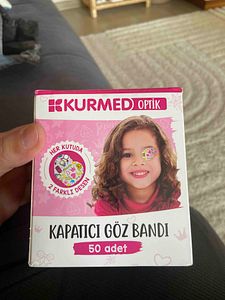 KURMED OPTİK
HER KUTUDA
2 FARKLI DESEN
KAPATICI GÖZ BANDI
50 adet